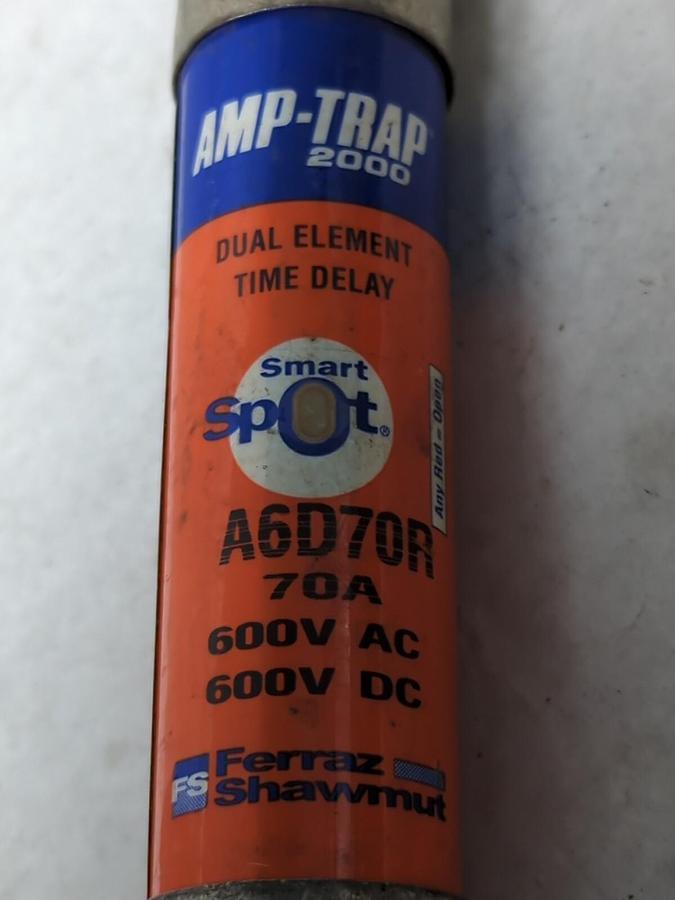 AMP-TRAP™
2000
DUAL ELEMENT
TIME DELAY
Smart
Spot®
Any Red = Open
A6D70R
70A
600V AC
600V DC
FS Ferraz
Shawmut